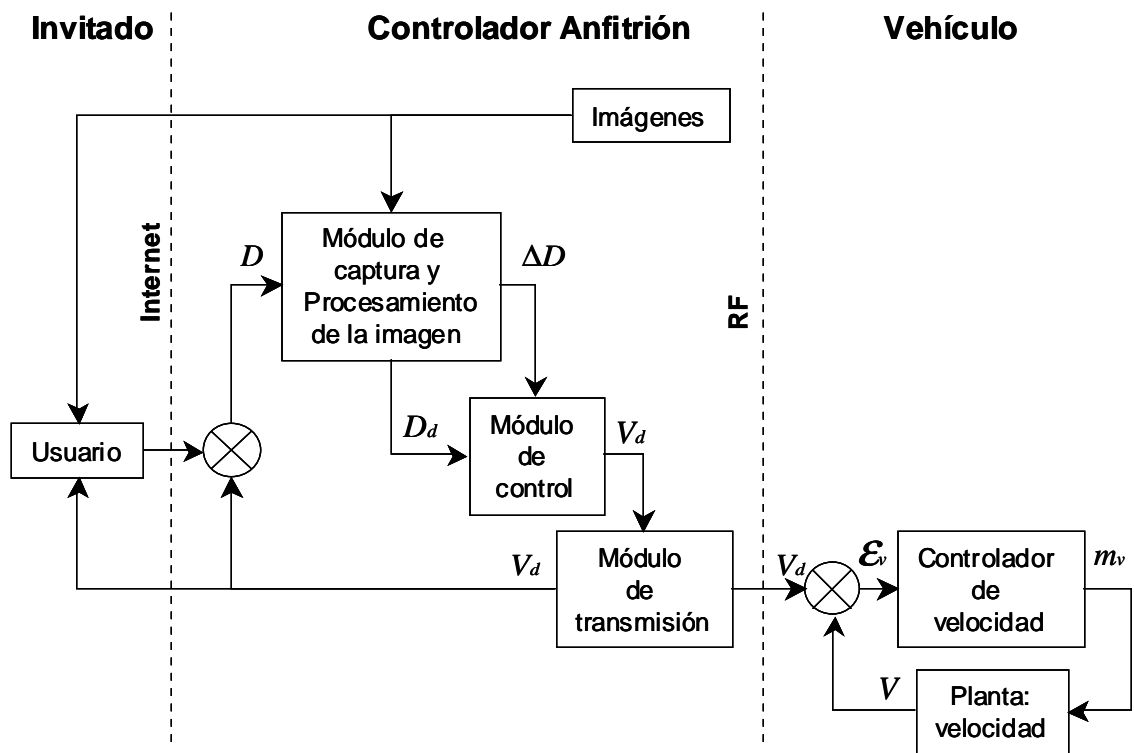 Invitado
Controlador Anfitrión
Vehículo
Imágenes
Internet
RF
D
Módulo de
captura y
Procesamiento
de la imagen
ΔD
Usuario
D_d
Módulo
de
control
V_d
V_d
Módulo
de
transmisión
V_d
ε_v
Controlador
de
velocidad
m_v
V
Planta:
velocidad